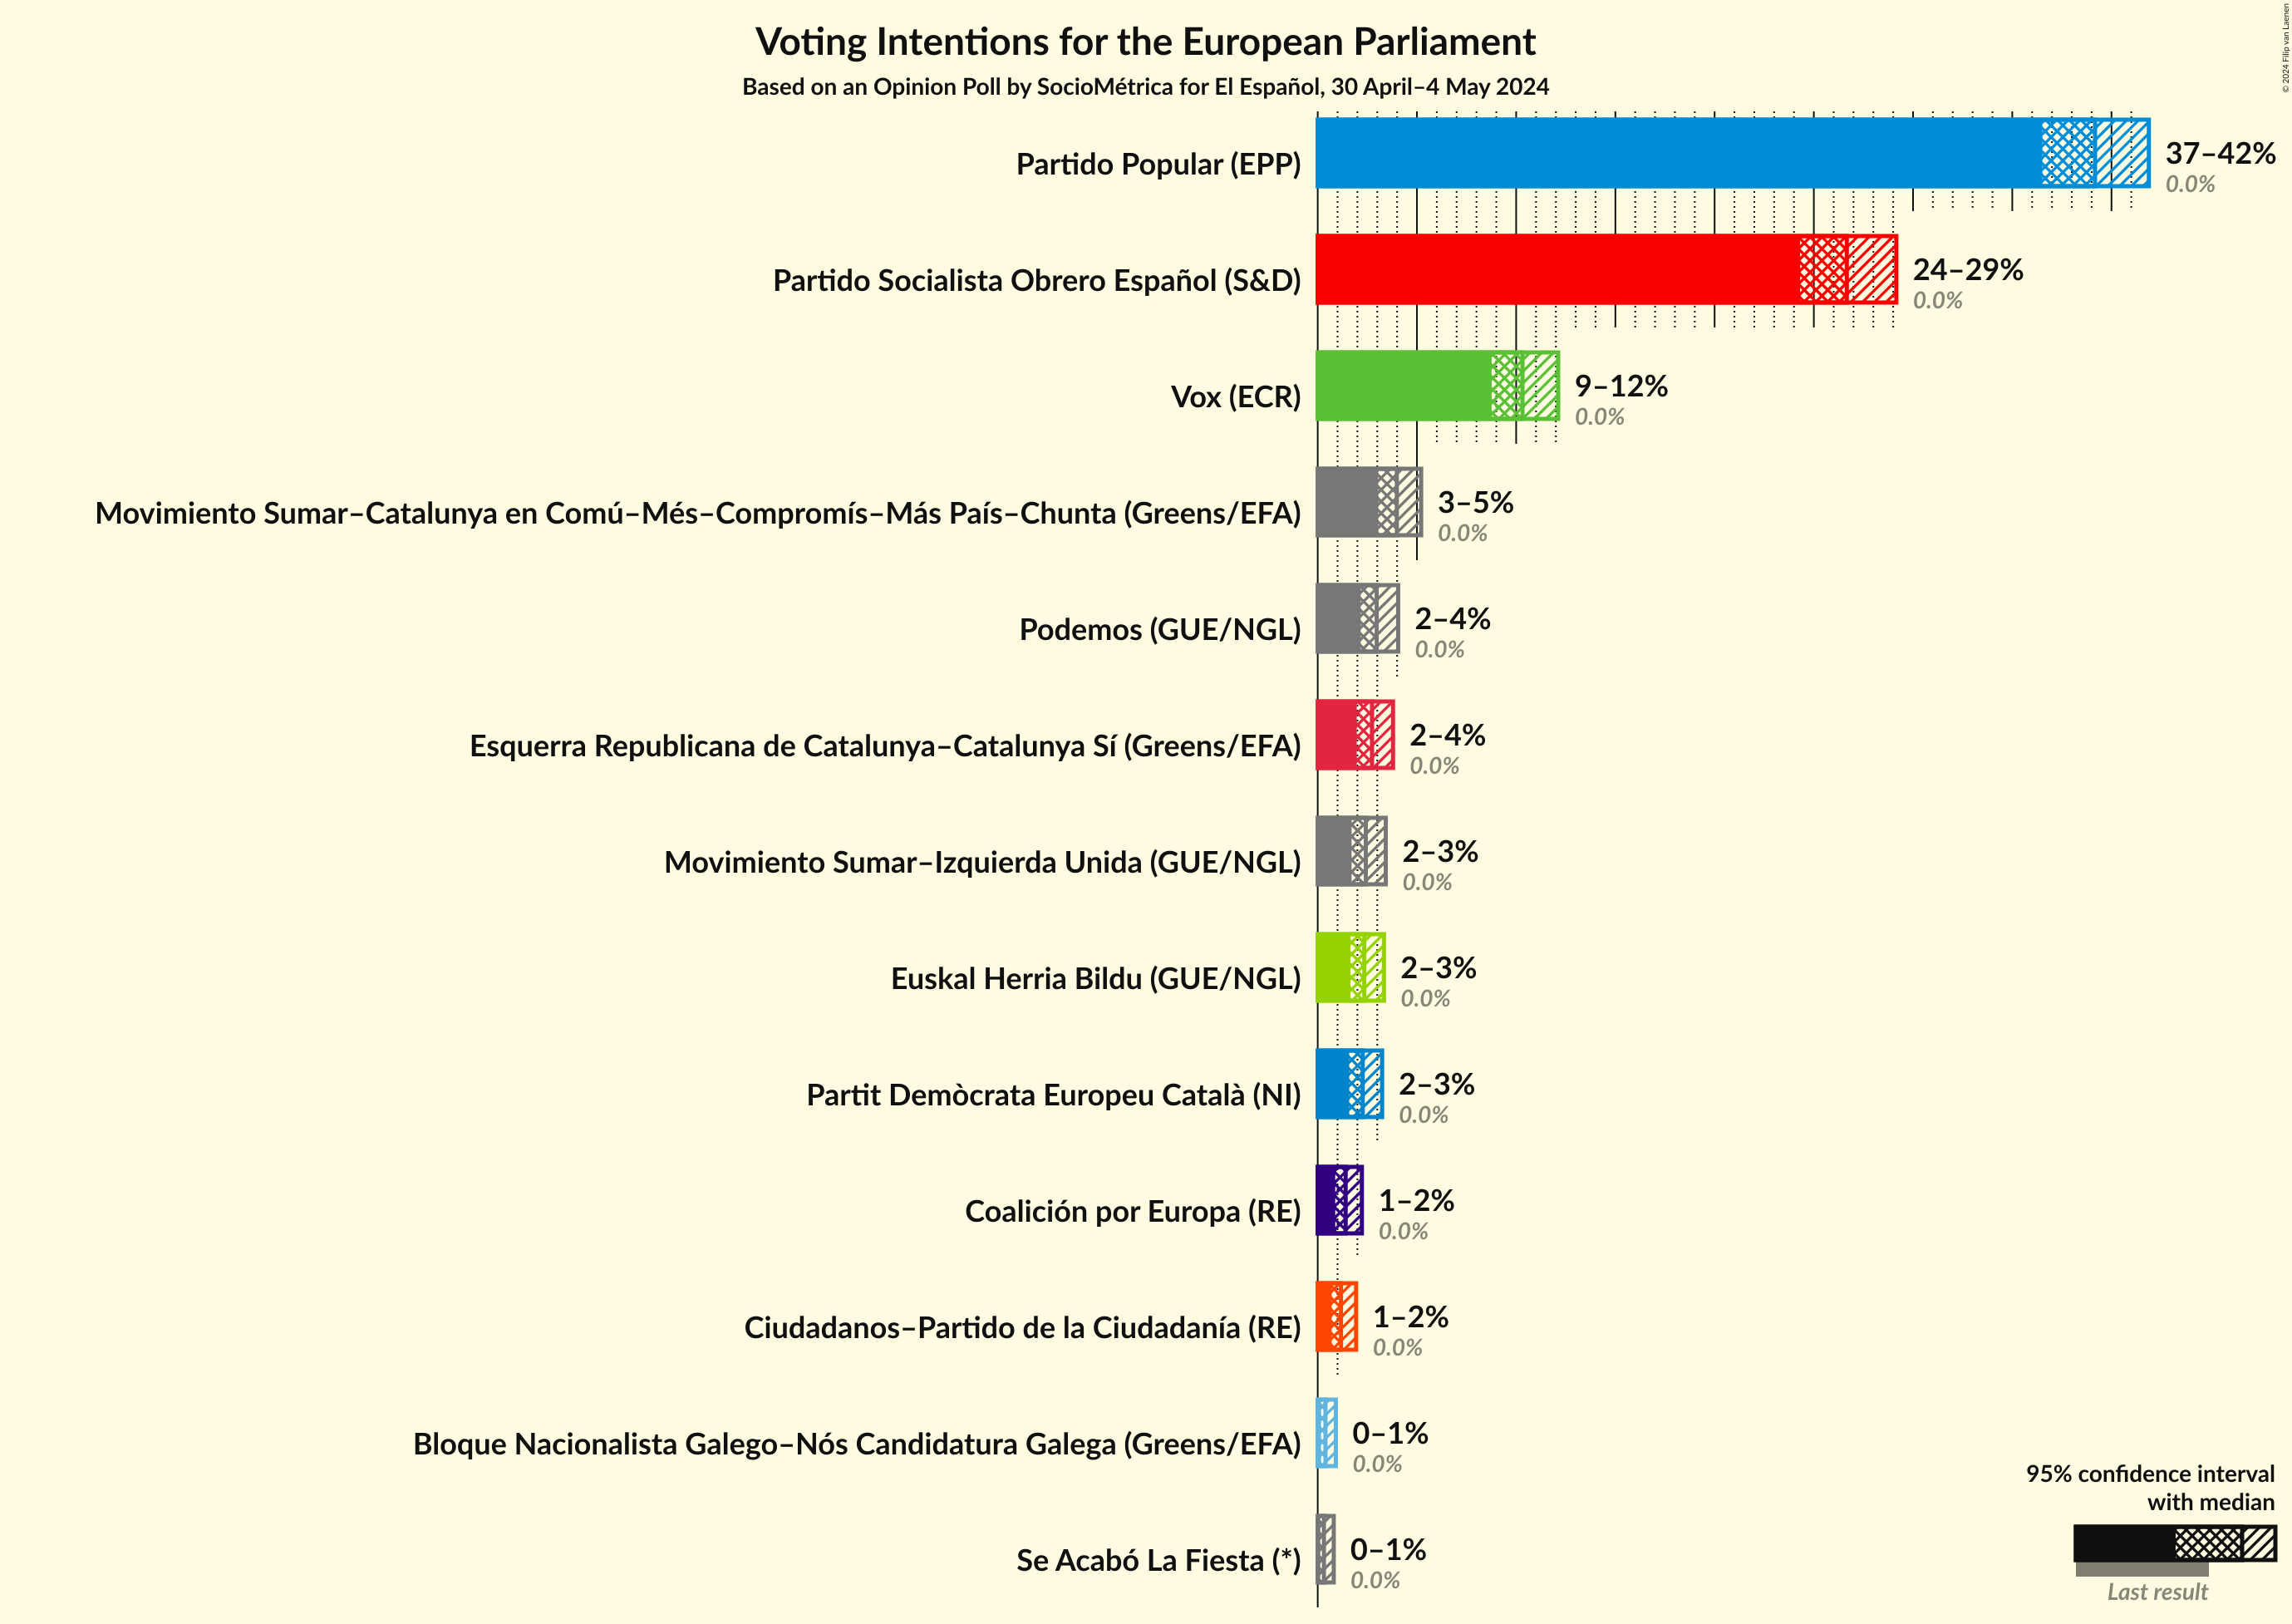 Voting Intentions for the European Parliament
Based on an Opinion Poll by SocioMétrica for El Español, 30 April–4 May 2024
© 2024 Filip van Laenen
Partido Popular (EPP)
37–42%
0.0%
Partido Socialista Obrero Español (S&D)
24–29%
0.0%
Vox (ECR)
9–12%
0.0%
Movimiento Sumar–Catalunya en Comú–Més–Compromís–Más País–Chunta (Greens/EFA)
3–5%
0.0%
Podemos (GUE/NGL)
2–4%
0.0%
Esquerra Republicana de Catalunya–Catalunya Sí (Greens/EFA)
2–4%
0.0%
Movimiento Sumar–Izquierda Unida (GUE/NGL)
2–3%
0.0%
Euskal Herria Bildu (GUE/NGL)
2–3%
0.0%
Partit Demòcrata Europeu Català (NI)
2–3%
0.0%
Coalición por Europa (RE)
1–2%
0.0%
Ciudadanos–Partido de la Ciudadanía (RE)
1–2%
0.0%
Bloque Nacionalista Galego–Nós Candidatura Galega (Greens/EFA)
0–1%
0.0%
Se Acabó La Fiesta (*)
0–1%
0.0%
95% confidence interval
with median
Last result